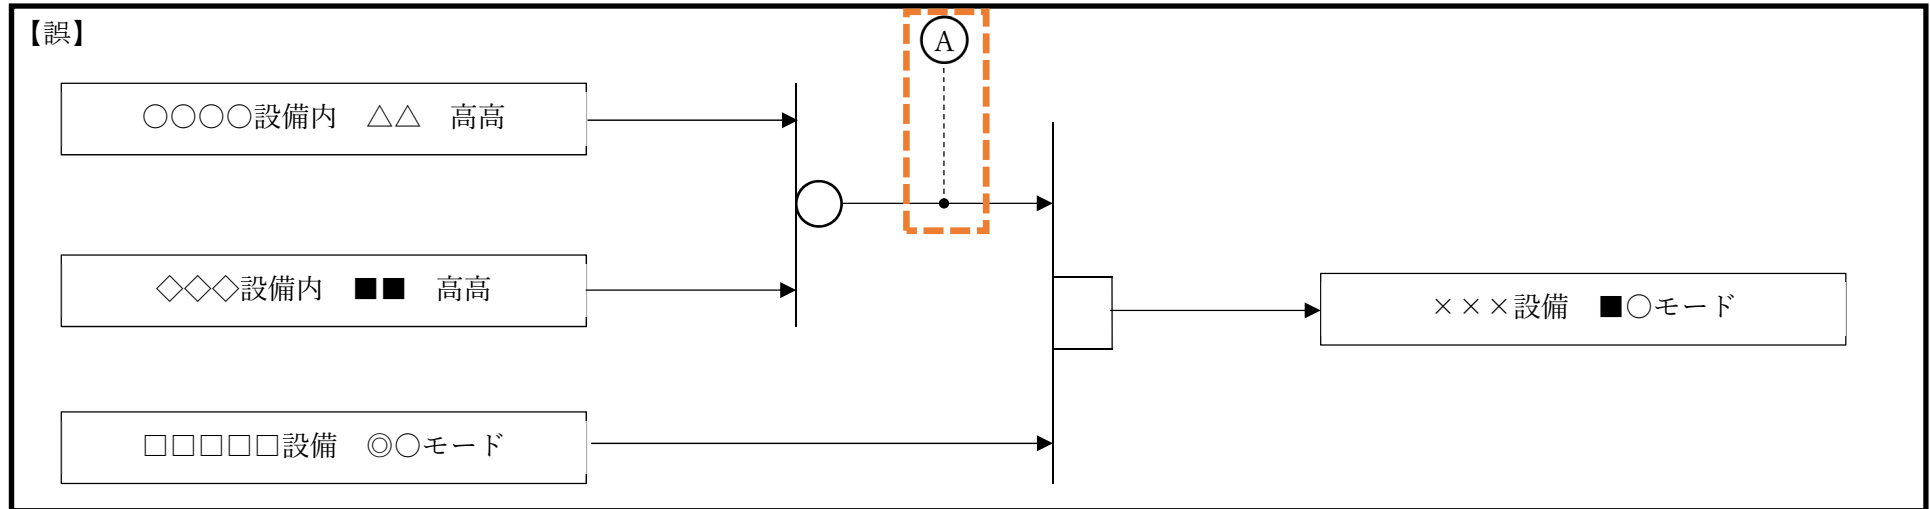 【誤】
A
○○○○設備内　△△　高高
◇◇◇設備内　■■　高高
×××設備　■○モード
□□□□□設備　◎○モード